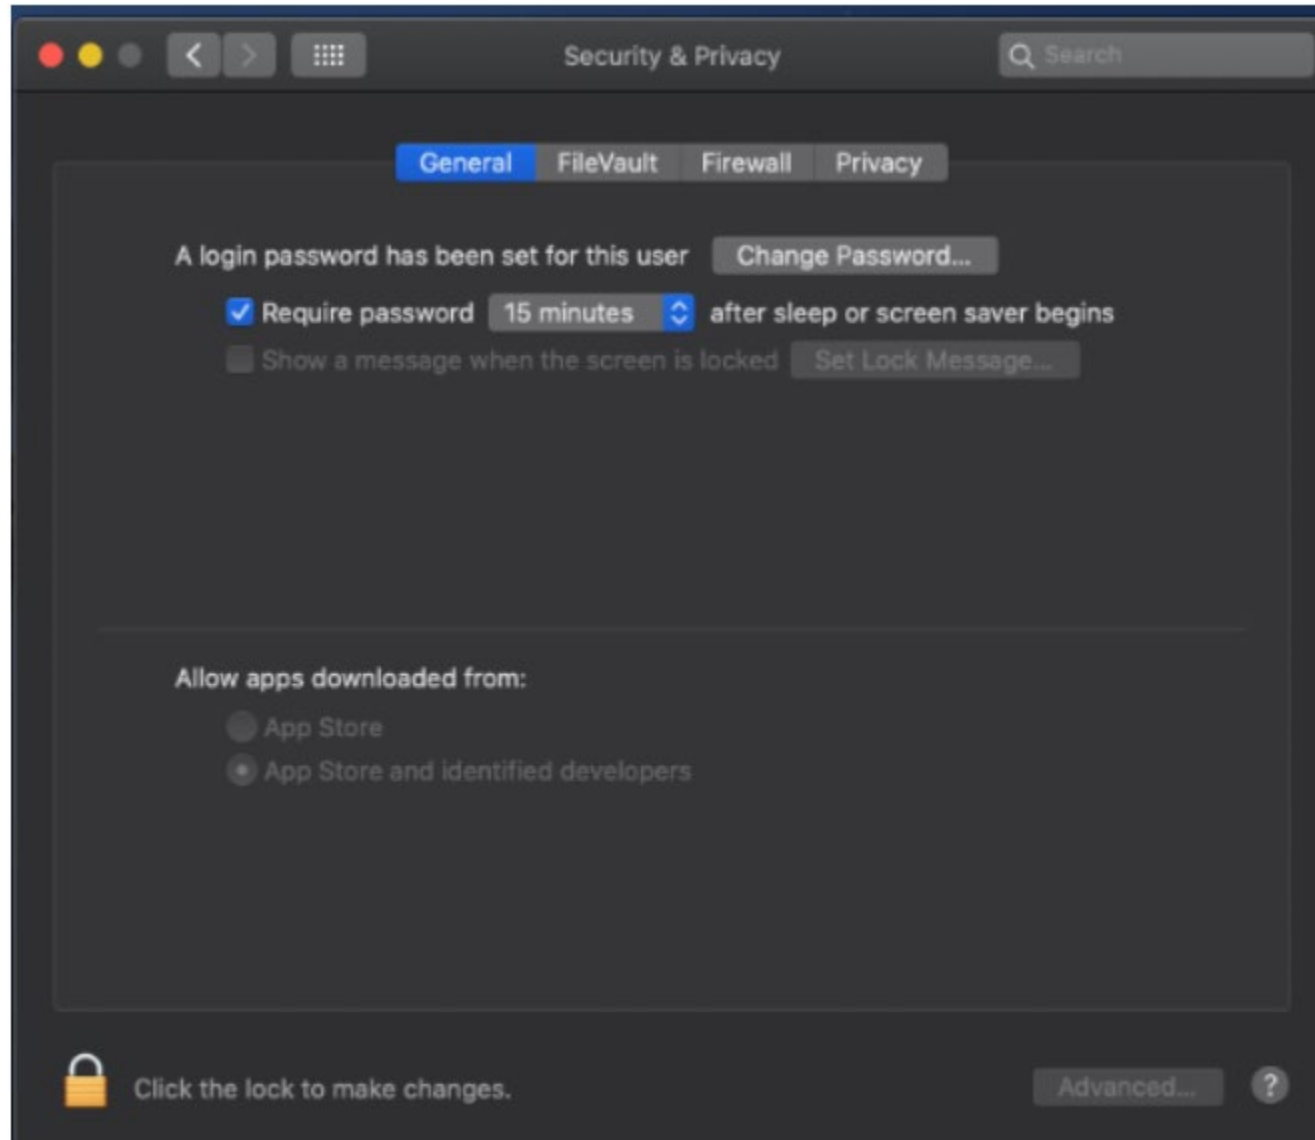 Security & Privacy
Search
General FileVault Firewall Privacy
A login password has been set for this user Change Password...
Require password 15 minutes after sleep or screen saver begins
Show a message when the screen is locked Set Lock Message...
Allow apps downloaded from:
App Store
App Store and identified developers
Click the lock to make changes.
Advanced... ?